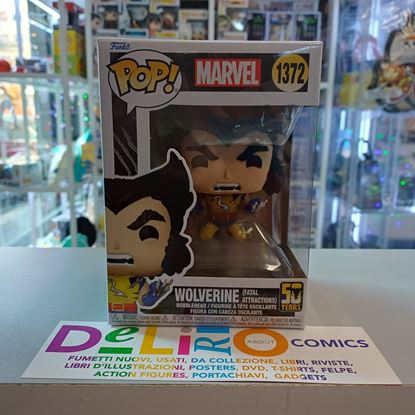 Funko
POP!
MARVEL
1372
WOLVERINE (FATAL ATTRACTIONS)
BOBBLEHEAD / FIGURINE À TÊTE OSCILLANTE
FIGURA CON CABEZA OSCILANTE
50
YEARS
DeLiRIO ABOUT COMICS
FUMETTI NUOVI, USATI, DA COLLEZIONE, LIBRI, RIVISTE,
LIBRI D'ILLUSTRAZIONI, POSTERS, DVD, T-SHIRTS, FELPE,
ACTION FIGURES, PORTACHIAVI, GADGETS